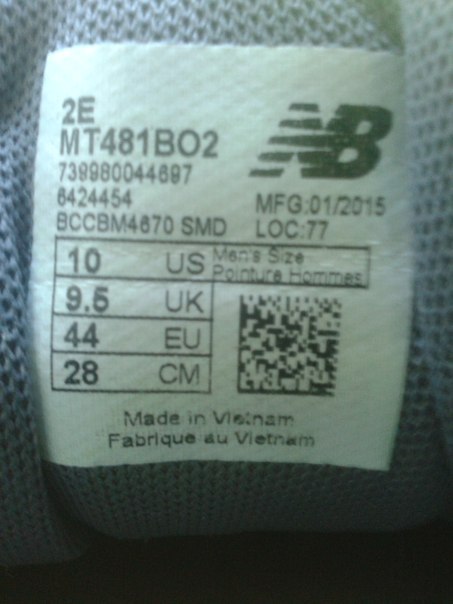 2E
MT481BO2
NB
739980044697
6424454
MFG:01/2015
BCCBM4670 SMD
LOC:77
10 US Men's Size
Pointure Hommes
9.5 UK
44 EU
28 CM
Made in Vietnam
Fabrique au Vietnam